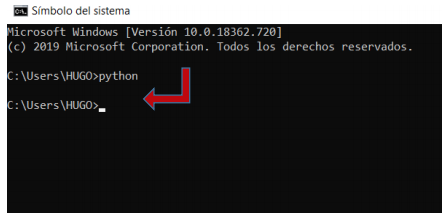 Símbolo del sistema
Microsoft Windows [Versión 10.0.18362.720]
(c) 2019 Microsoft Corporation. Todos los derechos reservados.
C:\Users\HUGO>python
C:\Users\HUGO>